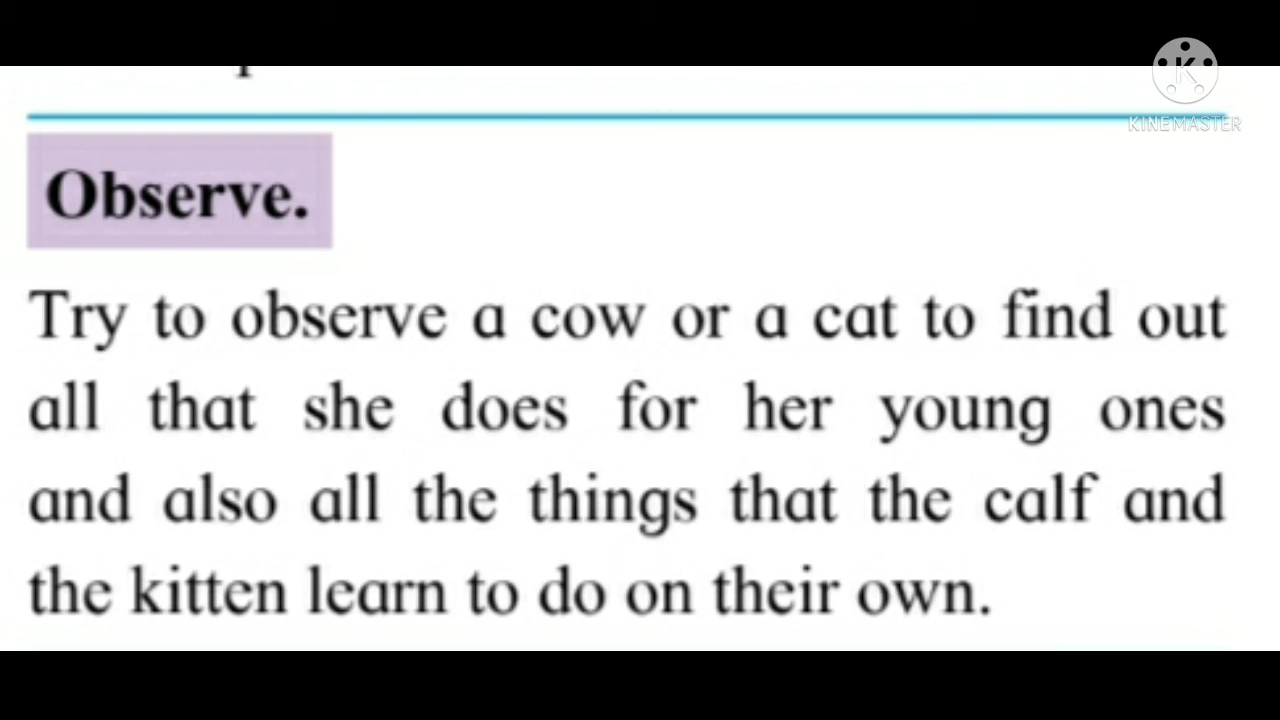 KINEMASTER
Observe.
Try to observe a cow or a cat to find out
all that she does for her young ones
and also all the things that the calf and
the kitten learn to do on their own.